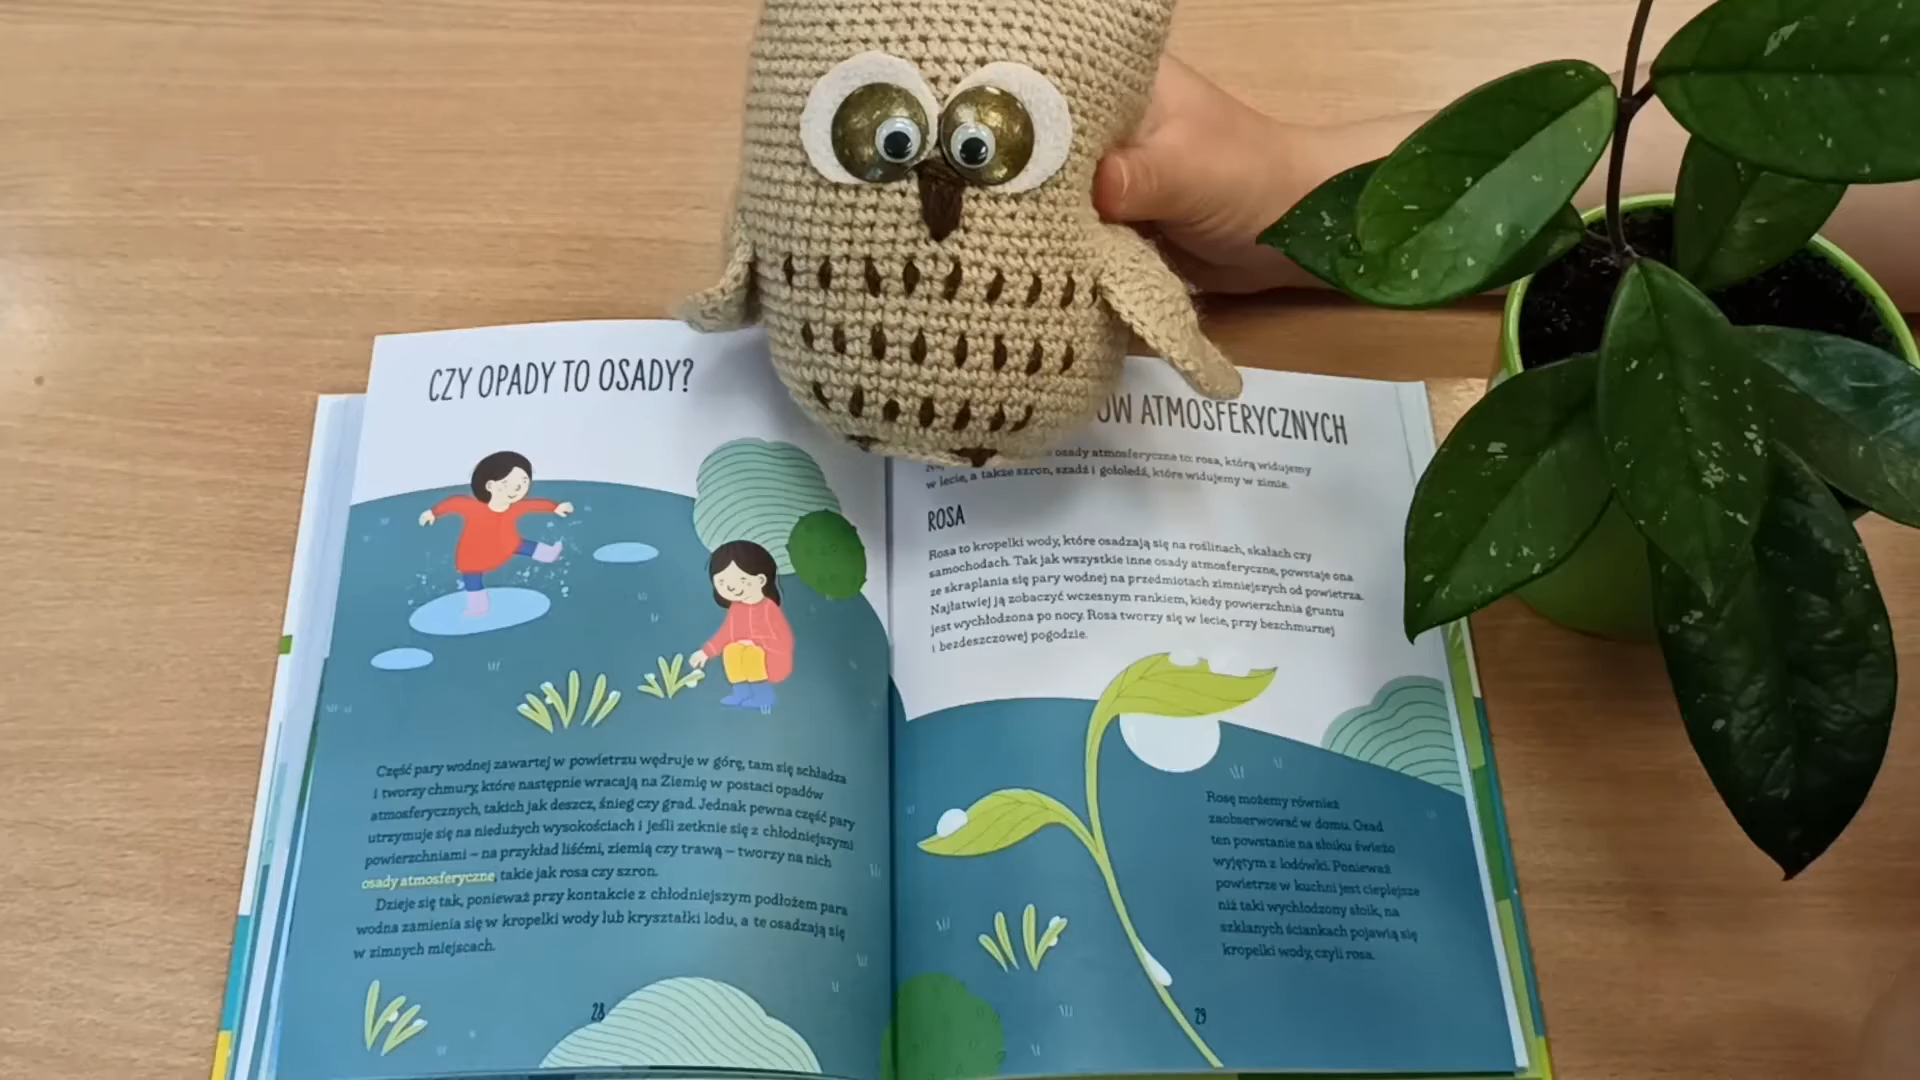 CZY OPADY TO OSADY?
Część pary wodnej zawartej w powietrzu wędruje w górę, tam się schładza
i tworzy chmury, które następnie wracają na Ziemię w postaci opadów
atmosferycznych, takich jak deszcz, śnieg czy grad. Jednak pewna część pary
utrzymuje się na niedużych wysokościach i jeśli zetknie się z chłodniejszymi
powierzchniami – na przykład liśćmi, ziemią czy trawą – tworzy na nich
osady atmosferyczne, takie jak rosa czy szron.
Dzieje się tak, ponieważ przy kontakcie z chłodniejszym podłożem para
wodna zamienia się w kropelki wody lub kryształki lodu, a te osadzają się
w zimnych miejscach.
28
ATMOSFERYCZNYCH
osady atmosferyczne to: rosa, którą widujemy
w lecie, a także szron, szadź i gołoledź, które widujemy w zimie.
ROSA
Rosa to kropelki wody, które osadzają się na roślinach, skałach czy
samochodach. Tak jak wszystkie inne osady atmosferyczne, powstaje ona
ze skraplania się pary wodnej na przedmiotach zimniejszych od powietrza.
Najłatwiej ją zobaczyć wczesnym rankiem, kiedy powierzchnia gruntu
jest wychłodzona po nocy. Rosa tworzy się w lecie, przy bezchmurnej
i bezdeszczowej pogodzie.
Rosę możemy również
zaobserwować w domu. Osad
ten powstanie na słoiku świeżo
wyjętym z lodówki. Ponieważ
powietrze w kuchni jest cieplejsze
niż taki wychłodzony słoik, na
szklanych ściankach pojawią się
kropelki wody, czyli rosa.
29